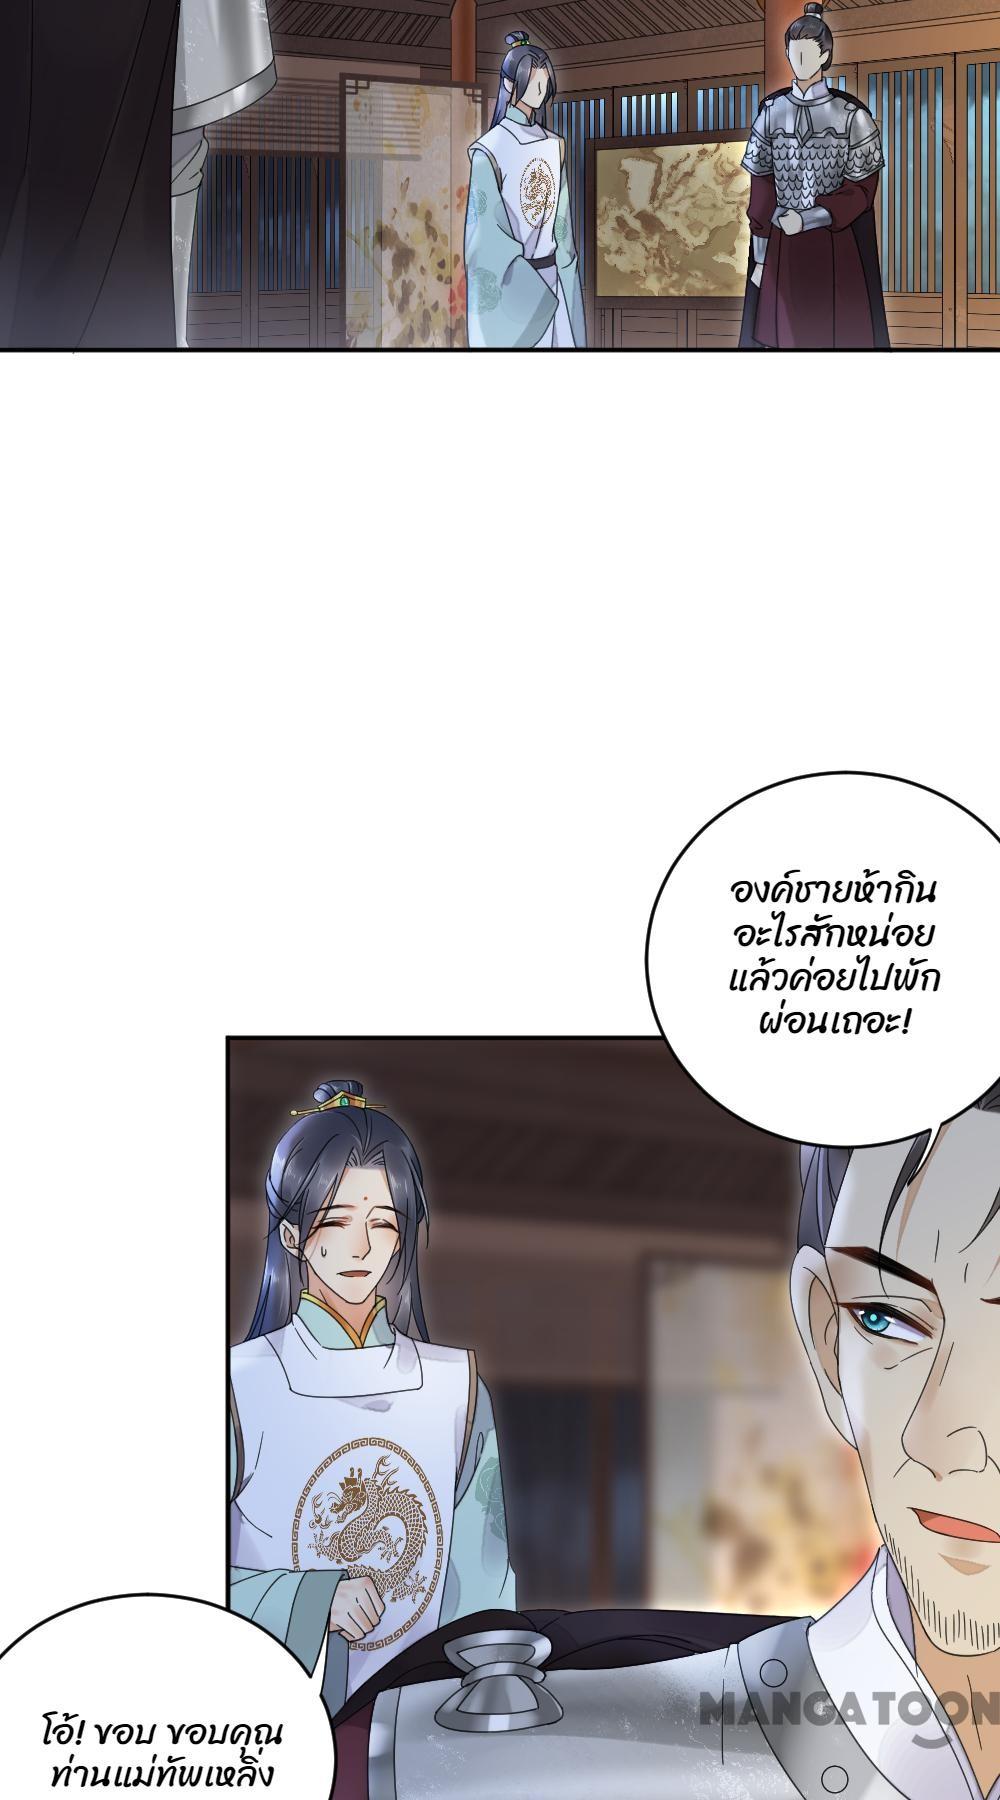 องค์ชายห้ากิน
อะไรสักหน่อย
แล้วค่อยไปพัก
ผ่อนเถอะ!
MANGATOON
โอ้! ขอบ ขอบคุณ
ท่านแม่ทัพเหลิ่ง